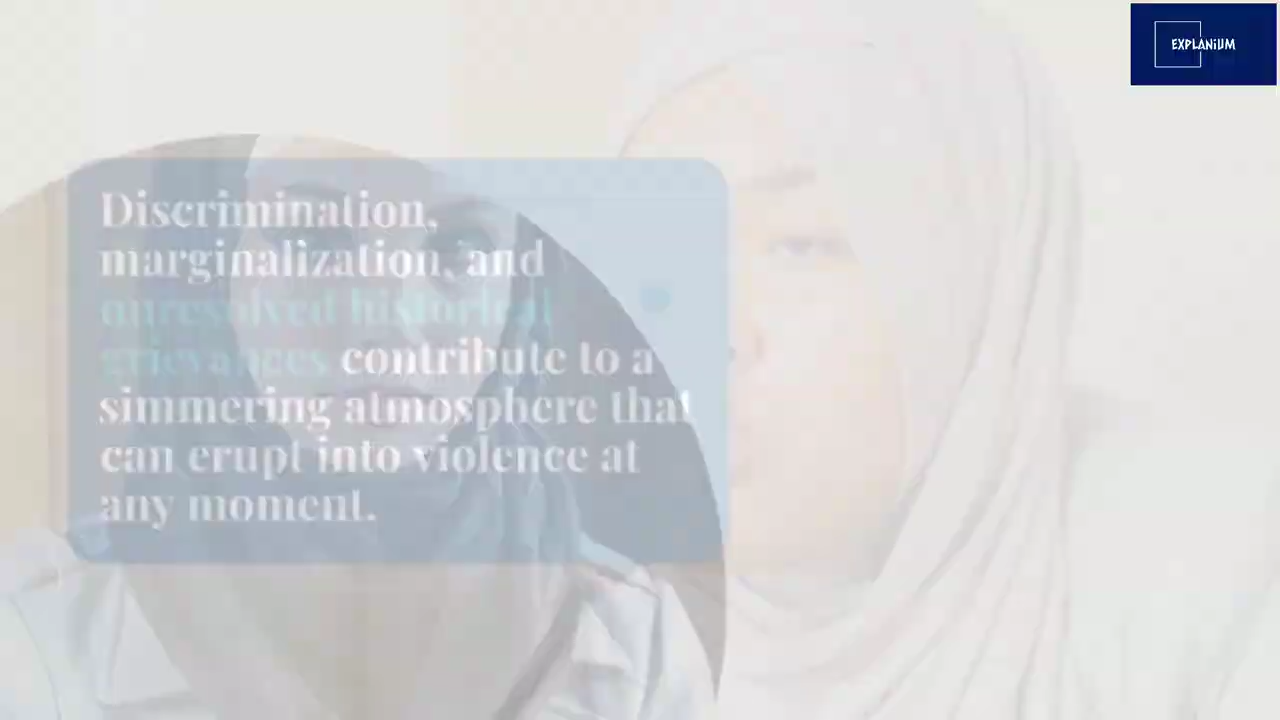 EXPLANIUM
Discrimination,
marginalization, and
unresolved historical
grievances contribute to a
simmering atmosphere that
can erupt into violence at
any moment.